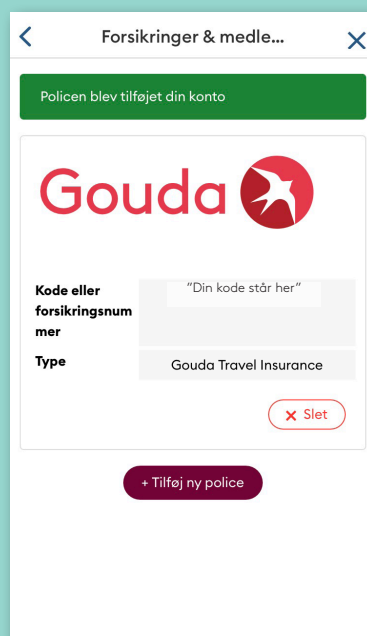 Forsikringer & medle...
Policen blev tilføjet din konto
Gouda
Kode eller
forsikringsnum
mer
"Din kode står her"
Type
Gouda Travel Insurance
Slet
+ Tilføj ny police